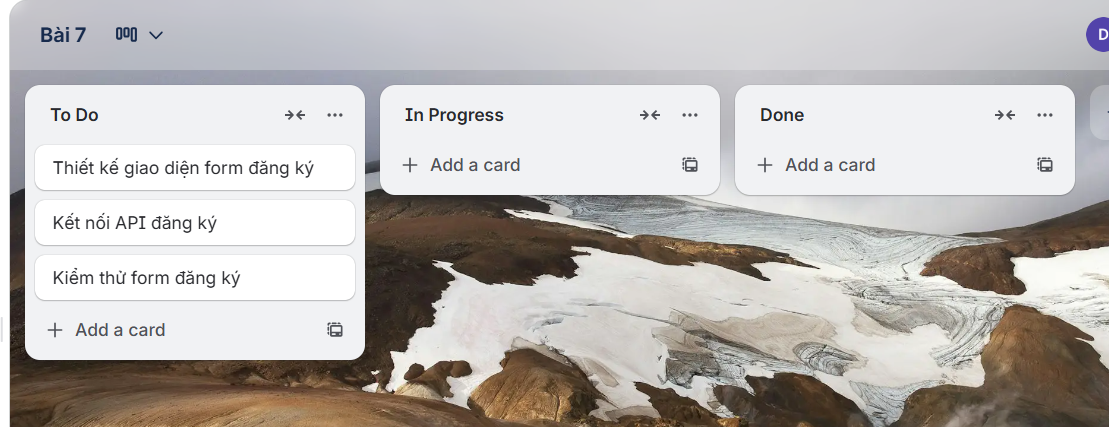 Bài 7
D
To Do
Thiết kế giao diện form đăng ký
Kết nối API đăng ký
Kiểm thử form đăng ký
Add a card
In Progress
Add a card
Done
Add a card